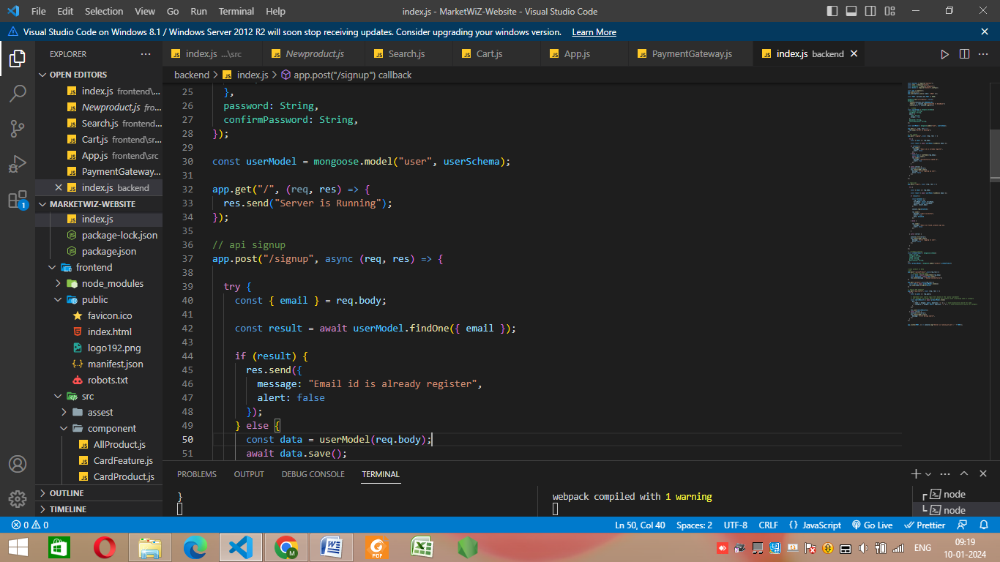 File Edit Selection View Go Run Terminal Help
index.js - MarketWiZ-Website - Visual Studio Code
Visual Studio Code on Windows 8.1 / Windows Server 2012 R2 will soon stop receiving updates. Consider upgrading your windows version. Learn More
EXPLORER
OPEN EDITORS
index.js frontend\...
Newproduct.js fro...
Search.js frontend...
Cart.js frontend\sr...
App.js frontend\src
PaymentGateway...
index.js backend
MARKETWIZ-WEBSITE
index.js
package-lock.json
package.json
frontend
node_modules
public
favicon.ico
index.html
logo192.png
manifest.json
robots.txt
src
assest
component
AllProduct.js
CardFeature.js
CardProduct.js
OUTLINE
TIMELINE
index.js ...\src Newproduct.js Search.js Cart.js App.js PaymentGateway.js index.js backend
backend > index.js > app.post("/signup") callback
25 },
26 password: String,
27 confirmPassword: String,
28 });
29
30 const userModel = mongoose.model("user", userSchema);
31
32 app.get("/", (req, res) => {
33 res.send("Server is Running");
34 });
35
36 // api signup
37 app.post("/signup", async (req, res) => {
38
39 try {
40 const { email } = req.body;
41
42 const result = await userModel.findOne({ email });
43
44 if (result) {
45 res.send({
46 message: "Email id is already register",
47 alert: false
48 });
49 } else {
50 const data = userModel(req.body);
51 await data.save();
PROBLEMS OUTPUT DEBUG CONSOLE TERMINAL
}
webpack compiled with 1 warning
node
node
0 0
Ln 50, Col 40 Spaces: 2 UTF-8 CRLF {} JavaScript Go Live Prettier
ENG
09:19
10-01-2024